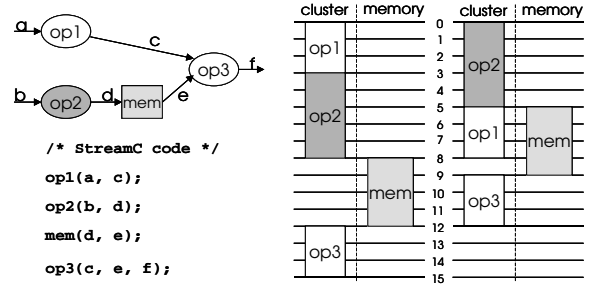 a op1 c
op3 f
b op2 d mem e
/* StreamC code */
op1(a, c);
op2(b, d);
mem(d, e);
op3(c, e, f);
cluster memory cluster memory
0
1
op1
2
op2
3
4
5
op2
6
op1
mem
7
8
9
mem
10
op3
11
12
13
op3
14
15